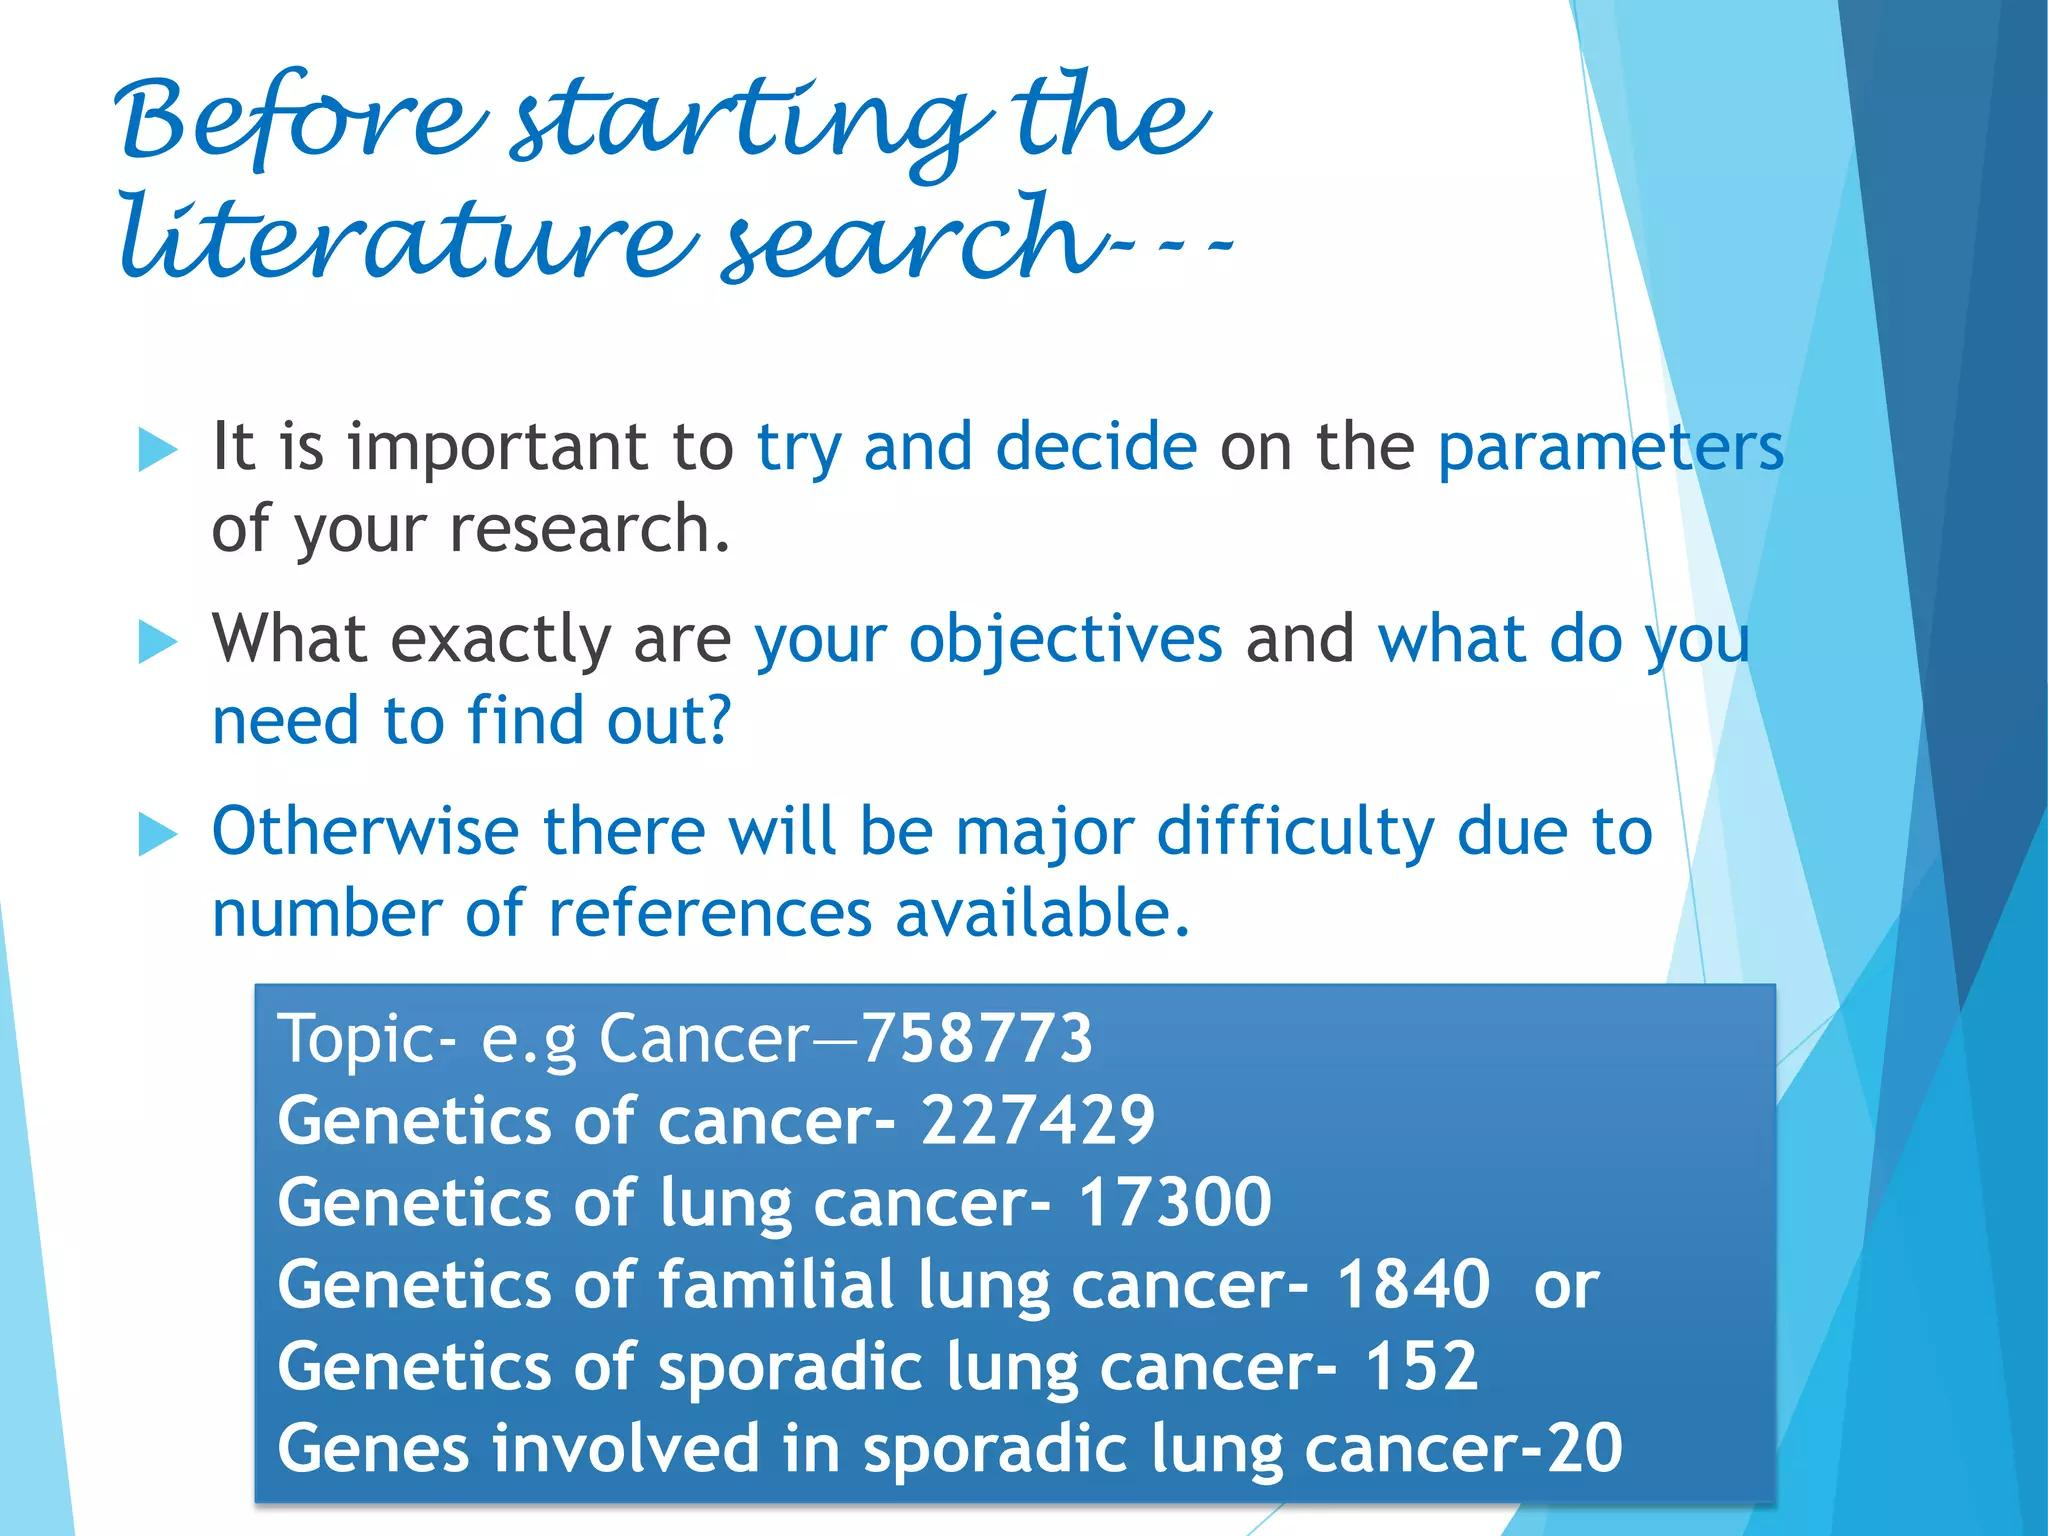 Before starting the
literature search---
It is important to try and decide on the parameters
of your research.
What exactly are your objectives and what do you
need to find out?
Otherwise there will be major difficulty due to
number of references available.
Topic- e.g Cancer—758773
Genetics of cancer- 227429
Genetics of lung cancer- 17300
Genetics of familial lung cancer- 1840  or
Genetics of sporadic lung cancer- 152
Genes involved in sporadic lung cancer-20